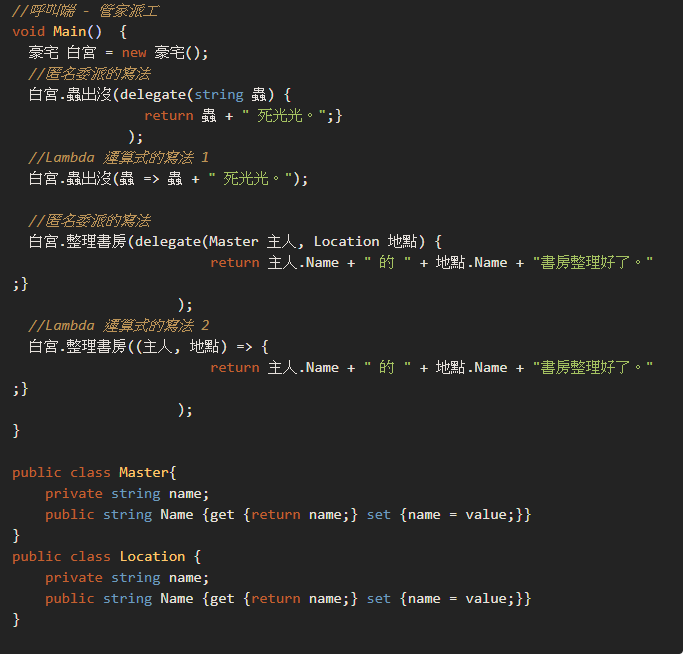 //呼叫端 - 管家派工
void Main()  {
  豪宅 白宮 = new 豪宅();
  //匿名委派的寫法
  白宮.蟲出沒(delegate(string 蟲) {
                return 蟲 + " 死光光。";}
              );
  //Lambda 運算式的寫法 1
  白宮.蟲出沒(蟲 => 蟲 + " 死光光。");
  //匿名委派的寫法
  白宮.整理書房(delegate(Master 主人, Location 地點) {
                        return 主人.Name + " 的 " + 地點.Name + "書房整理好了。"
;}
                    );
  //Lambda 運算式的寫法 2
  白宮.整理書房((主人, 地點) => {
                        return 主人.Name + " 的 " + 地點.Name + "書房整理好了。"
;}
                    );
}
public class Master{
    private string name;
    public string Name {get {return name;} set {name = value;}}
}
public class Location {
    private string name;
    public string Name {get {return name;} set {name = value;}}
}